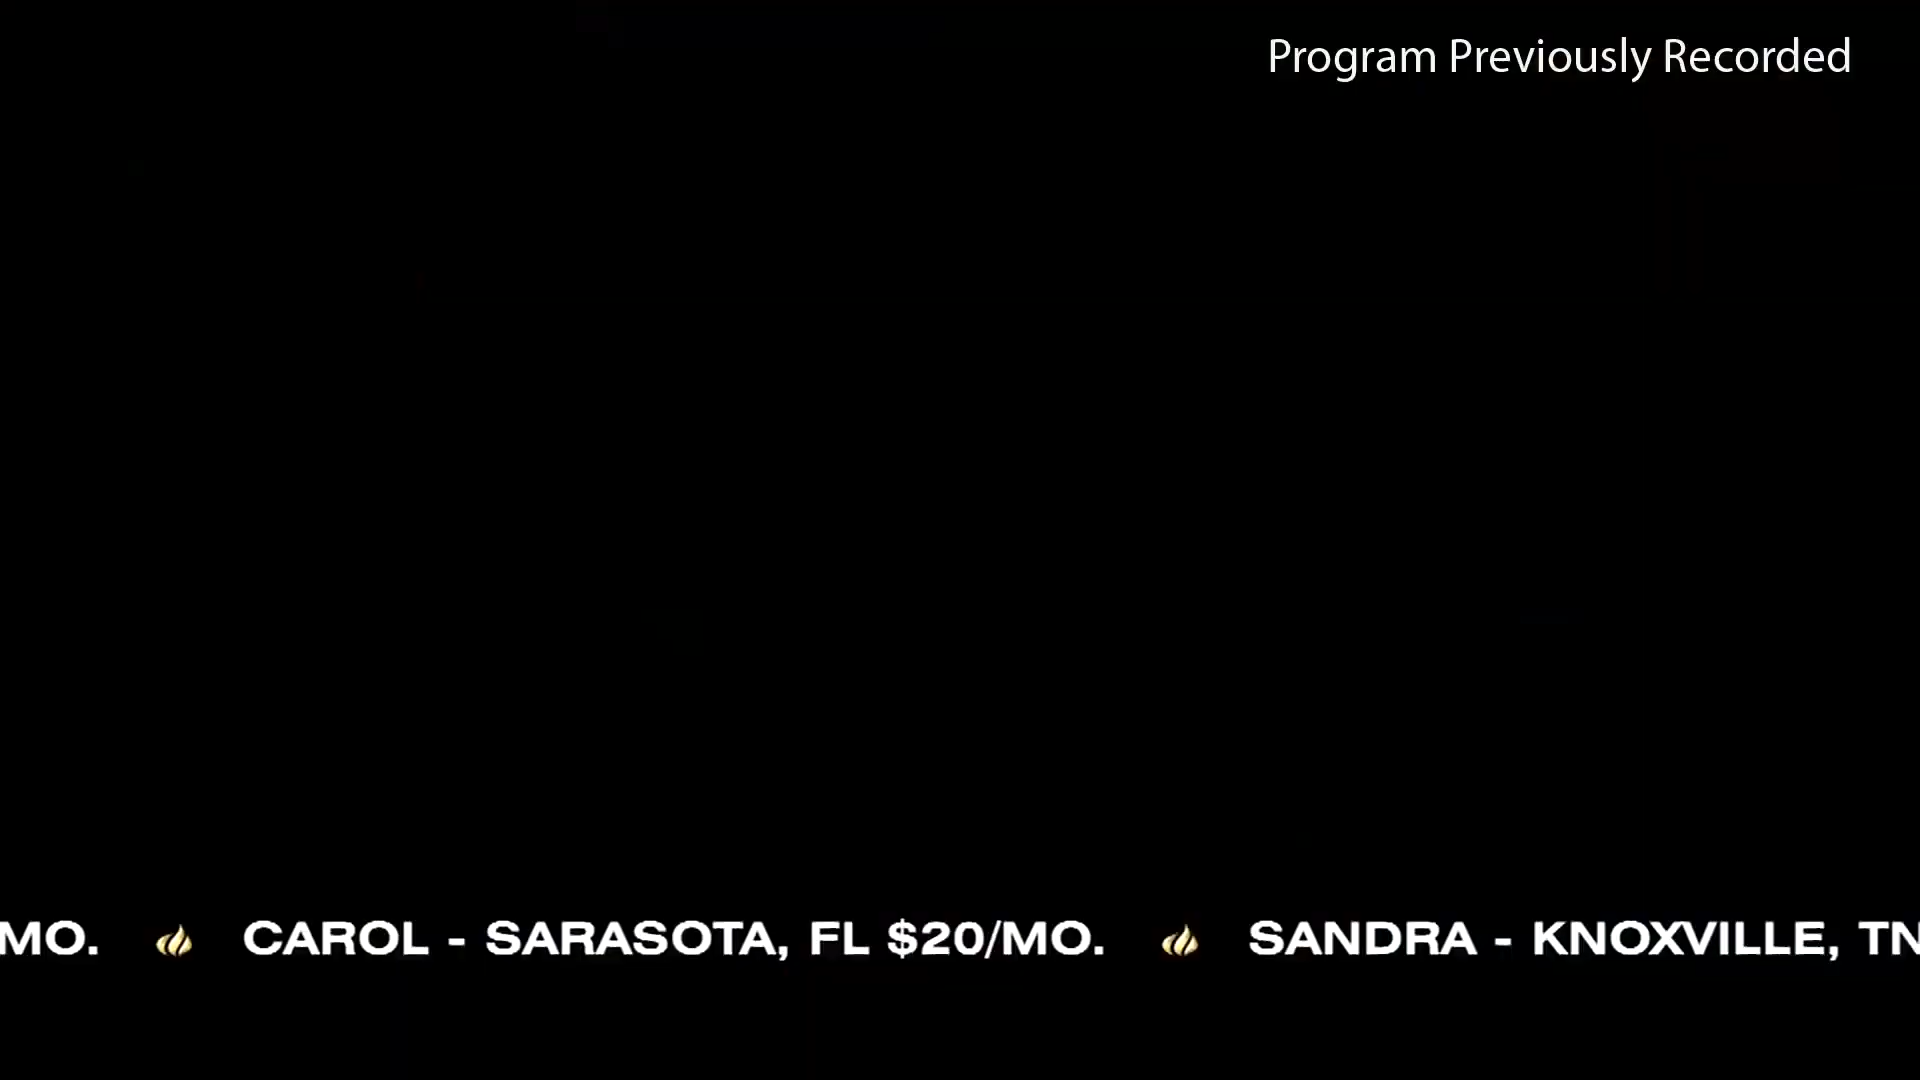 Program Previously Recorded
MO. CAROL - SARASOTA, FL $20/MO. SANDRA - KNOXVILLE, TN